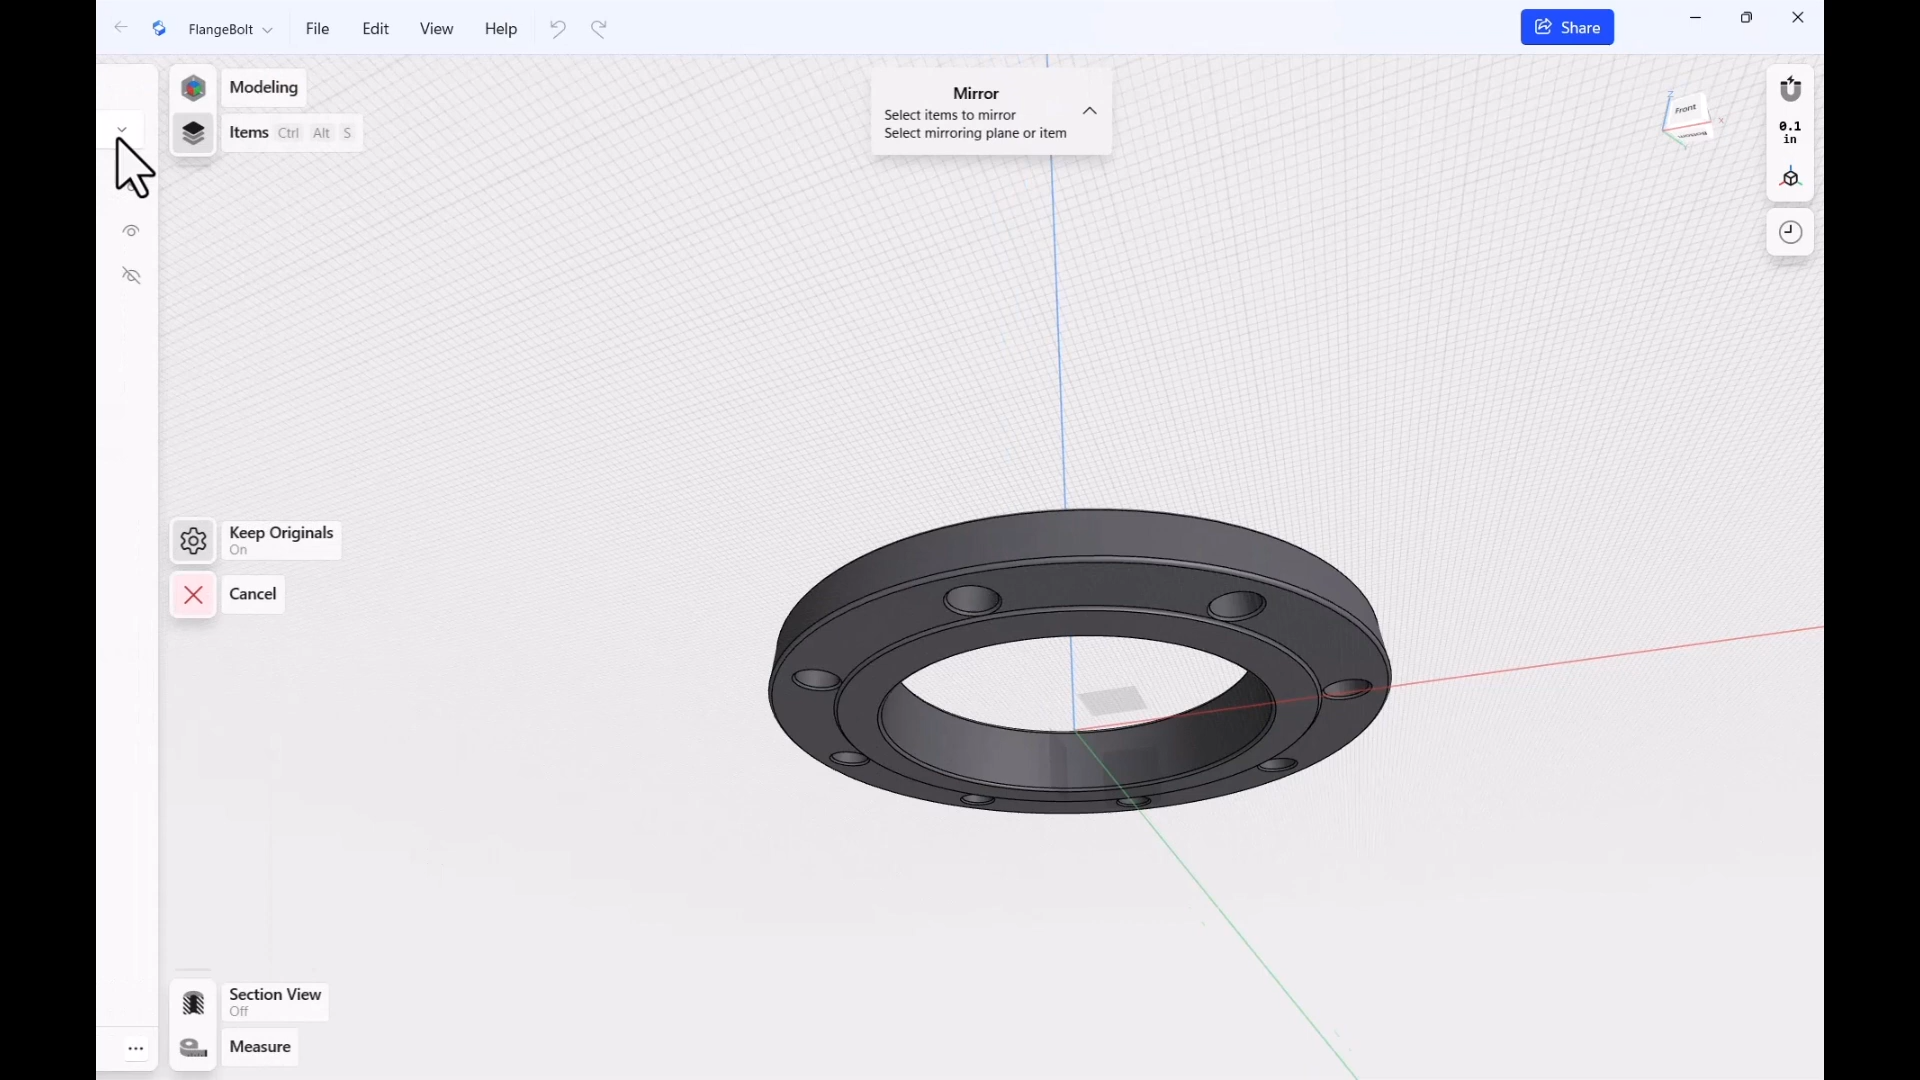 FlangeBolt File Edit View Help Share
Modeling
Items Ctrl Alt S
Mirror
Select items to mirror
Select mirroring plane or item
Z
Front
X
0.1
in
Keep Originals
On
Cancel
Section View
Off
Measure